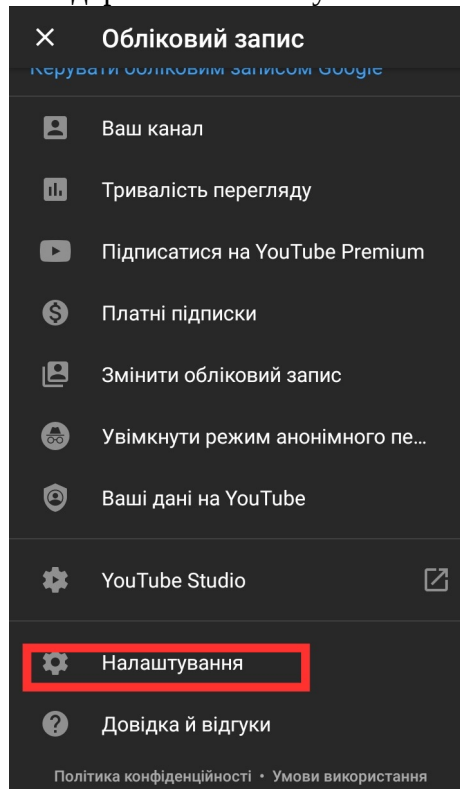 Обліковий запис
Керувати обліковим записом Google
Ваш канал
Тривалість перегляду
Підписатися на YouTube Premium
Платні підписки
Змінити обліковий запис
Увімкнути режим анонімного пе...
Ваші дані на YouTube
YouTube Studio
Налаштування
Довідка й відгуки
Політика конфіденційності • Умови використання